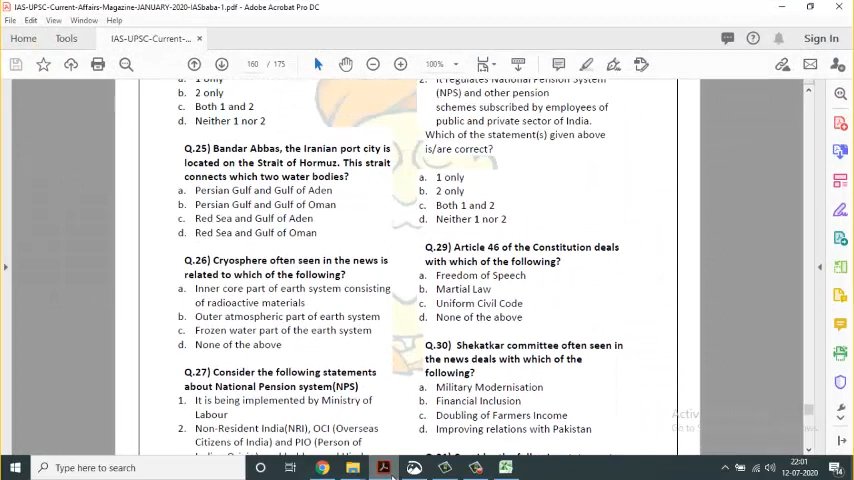 IAS-UPSC-Current-Affairs-Magazine-JANUARY-2020-IASbaba-1.pdf - Adobe Acrobat Pro DC
File Edit View Window Help
Home Tools IAS-UPSC-Current-... × Sign In
160 / 175 100%
a. 1 only
b. 2 only
c. Both 1 and 2
d. Neither 1 nor 2
Q.25) Bandar Abbas, the Iranian port city is
located on the Strait of Hormuz. This strait
connects which two water bodies?
a. Persian Gulf and Gulf of Aden
b. Persian Gulf and Gulf of Oman
c. Red Sea and Gulf of Aden
d. Red Sea and Gulf of Oman
Q.26) Cryosphere often seen in the news is
related to which of the following?
a. Inner core part of earth system consisting
of radioactive materials
b. Outer atmospheric part of earth system
c. Frozen water part of the earth system
d. None of the above
Q.27) Consider the following statements
about National Pension system(NPS)
1. It is being implemented by Ministry of
Labour
2. Non-Resident India(NRI), OCI (Overseas
Citizens of India) and PIO (Person of
2. It regulates National Pension System
(NPS) and other pension
schemes subscribed by employees of
public and private sector of India.
Which of the statement(s) given above
is/are correct?
a. 1 only
b. 2 only
c. Both 1 and 2
d. Neither 1 nor 2
Q.29) Article 46 of the Constitution deals
with which of the following?
a. Freedom of Speech
b. Martial Law
c. Uniform Civil Code
d. None of the above
Q.30) Shekatkar committee often seen in
the news deals with which of the
following?
a. Military Modernisation
b. Financial Inclusion
c. Doubling of Farmers Income
d. Improving relations with Pakistan
Activ
Go to Se
Type here to search
22:01
12-07-2020
14